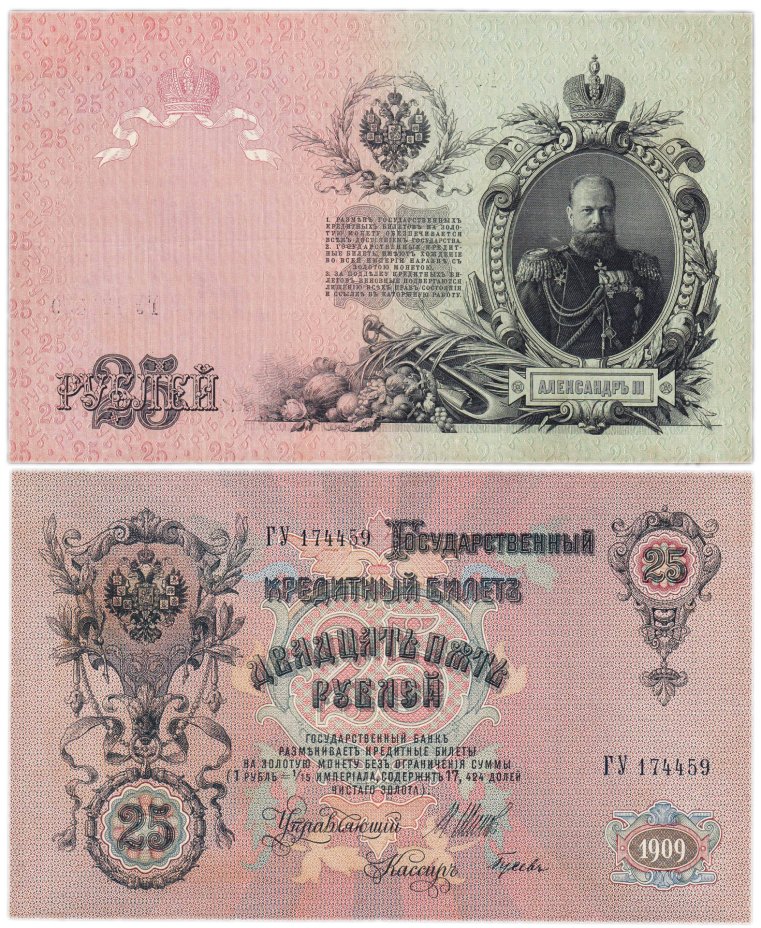 1. РАЗМѢНЪ ГОСУДАРСТВЕННЫХЪ
КРЕДИТНЫХЪ БИЛЕТОВЪ НА ЗОЛО-
ТУЮ МОНЕТУ ОБЕЗПЕЧИВАЕТСЯ
ВСѢМЪ ДОСТОЯНІЕМЪ ГОСУДАРСТВА.
2. ГОСУДАРСТВЕННЫЕ КРЕДИТ-
НЫЕ БИЛЕТЫ ИМѢЮТЪ ХОЖДЕНІЕ
ВО ВСЕЙ ИМПЕРІИ НАРАВНѢ СЪ
ЗОЛОТОЮ МОНЕТОЮ.
3. ЗА ПОДДѢЛКУ КРЕДИТНЫХЪ БИ-
ЛЕТОВЪ ВИНОВНЫЕ ПОДВЕРГАЮТСЯ
ЛИШЕНІЮ ВСѢХЪ ПРАВЪ СОСТОЯНІЯ
И ССЫЛКѢ ВЪ КАТОРЖНУЮ РАБОТУ.
25
25 РУБЛЕЙ
АЛЕКСАНДРЪ III
ГУ 174459 ГОСУДАРСТВЕННЫЙ
КРЕДИТНЫЙ БИЛЕТЪ
25
ДВАДЦАТЬ ПЯТЬ
РУБЛЕЙ
25
ГОСУДАРСТВЕННЫЙ БАНКЪ
РАЗМѢНИВАЕТЪ КРЕДИТНЫЕ БИЛЕТЫ
НА ЗОЛОТУЮ МОНЕТУ БЕЗЪ ОГРАНИЧЕНІЯ СУММЫ
(1 РУБЛЬ = 1/15 ИМПЕРІАЛА, СОДЕРЖИТЪ 17, 424 ДОЛЕЙ
ЧИСТАГО ЗОЛОТА).
ГУ 174459
25
Управляющій
Кассиръ
1909